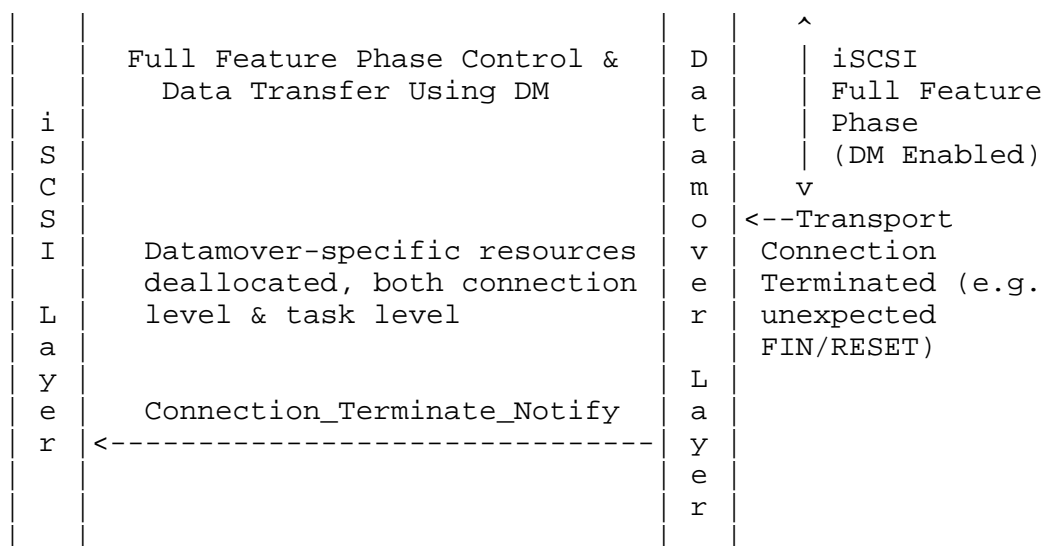 |   |                                 |   |   ^
|   |  Full Feature Phase Control &   | D |   | iSCSI
|   |    Data Transfer Using DM       | a |   | Full Feature
| i |                                 | t |   | Phase
| S |                                 | a |   | (DM Enabled)
| C |                                 | m |   v
| S |                                 | o |<--Transport
| I |   Datamover-specific resources  | v | Connection
|   |   deallocated, both connection  | e | Terminated (e.g.
| L |   level & task level            | r | unexpected
| a |                                 |   | FIN/RESET)
| y |                                 | L |
| e |   Connection_Terminate_Notify   | a |
| r |<--------------------------------| y |
|   |                                 | e |
|   |                                 | r |
|   |                                 |   |